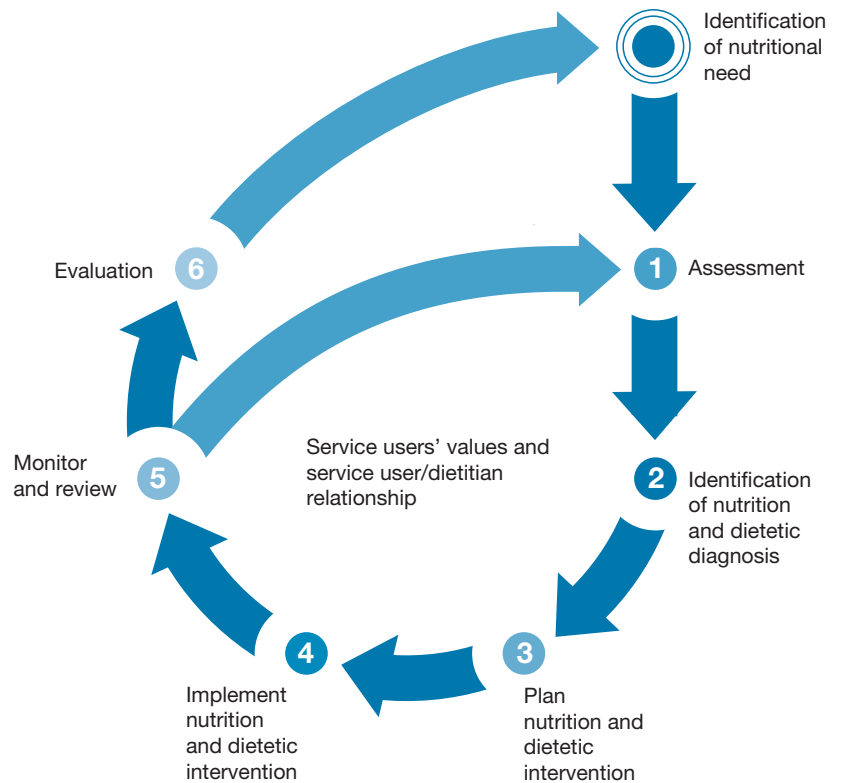 Identification
of nutritional
need
1
Assessment
2
Identification
of nutrition
and dietetic
diagnosis
3
Plan
nutrition and
dietetic
intervention
4
Implement
nutrition
and dietetic
intervention
5
Monitor
and review
6
Evaluation
Service users’ values and
service user/dietitian
relationship